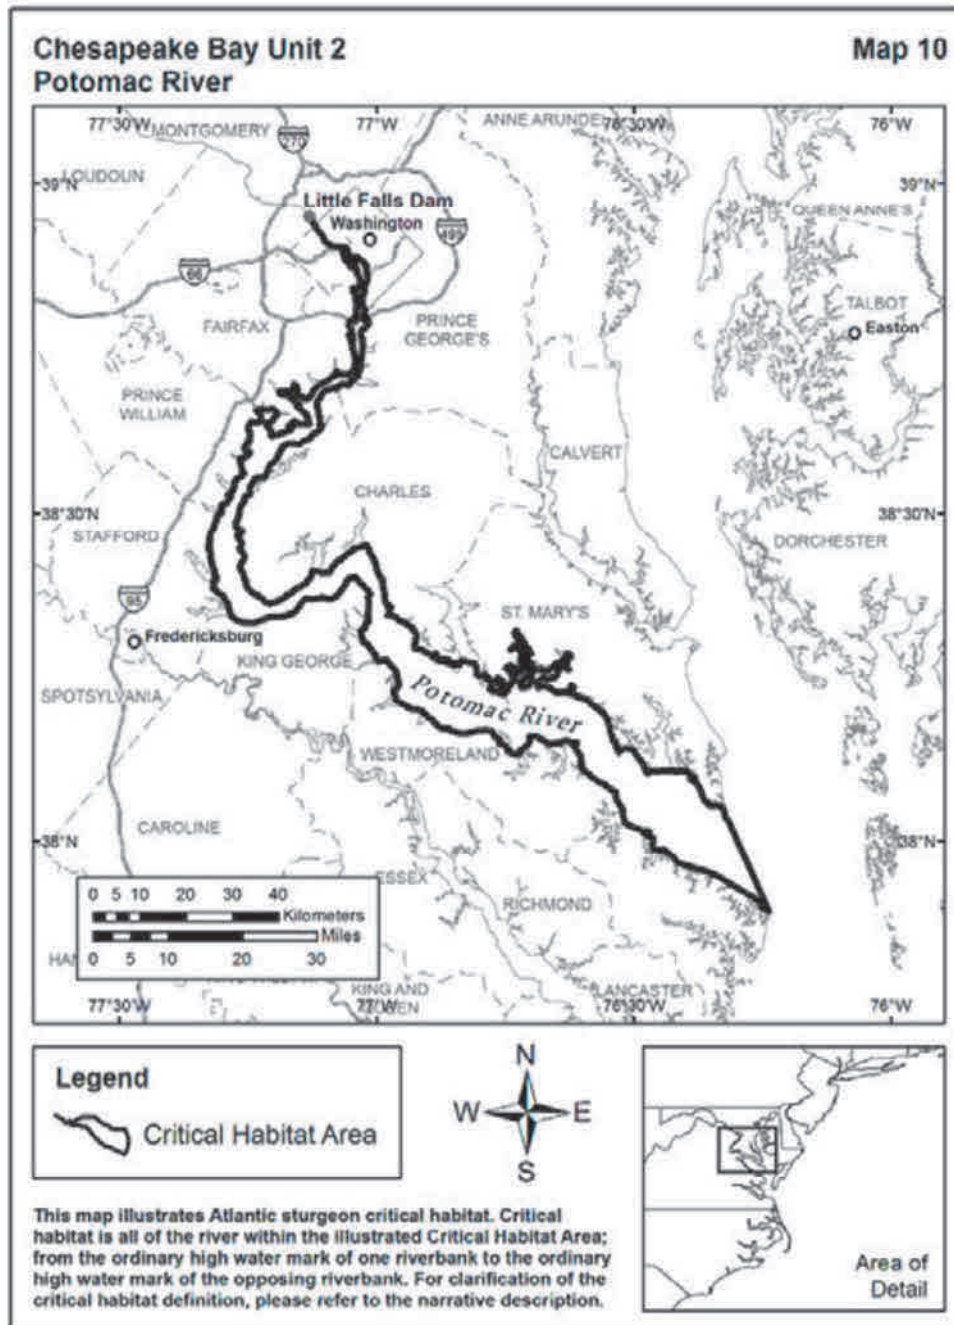 Chesapeake Bay Unit 2
Map 10
Potomac River
77°30'W
77°W
76°30'W
76°W
MONTGOMERY
270
ANNE ARUNDE
LOUDOUN
39°N
39°N
Little Falls Dam
Washington
495
QUEEN ANNE'S
66
FAIRFAX
PRINCE
GEORGE'S
TALBOT
Easton
PRINCE
WILLIAM
CALVERT
CHARLES
38°30'N
38°30'N
STAFFORD
DORCHESTER
95
ST. MARY'S
Fredericksburg
KING GEORGE
SPOTSYLVANIA
Potomac River
WESTMORELAND
CAROLINE
38°N
38°N
ESSEX
RICHMOND
0 5 10 20 30 40
Kilometers
Miles
0 5 10 20 30
HAN
KING AND
QUEEN
LANCASTER
77°30'W
77°W
76°30'W
76°W
Legend
Critical Habitat Area
N
W E
S
This map illustrates Atlantic sturgeon critical habitat. Critical
habitat is all of the river within the illustrated Critical Habitat Area;
from the ordinary high water mark of one riverbank to the ordinary
high water mark of the opposing riverbank. For clarification of the
critical habitat definition, please refer to the narrative description.
Area of
Detail